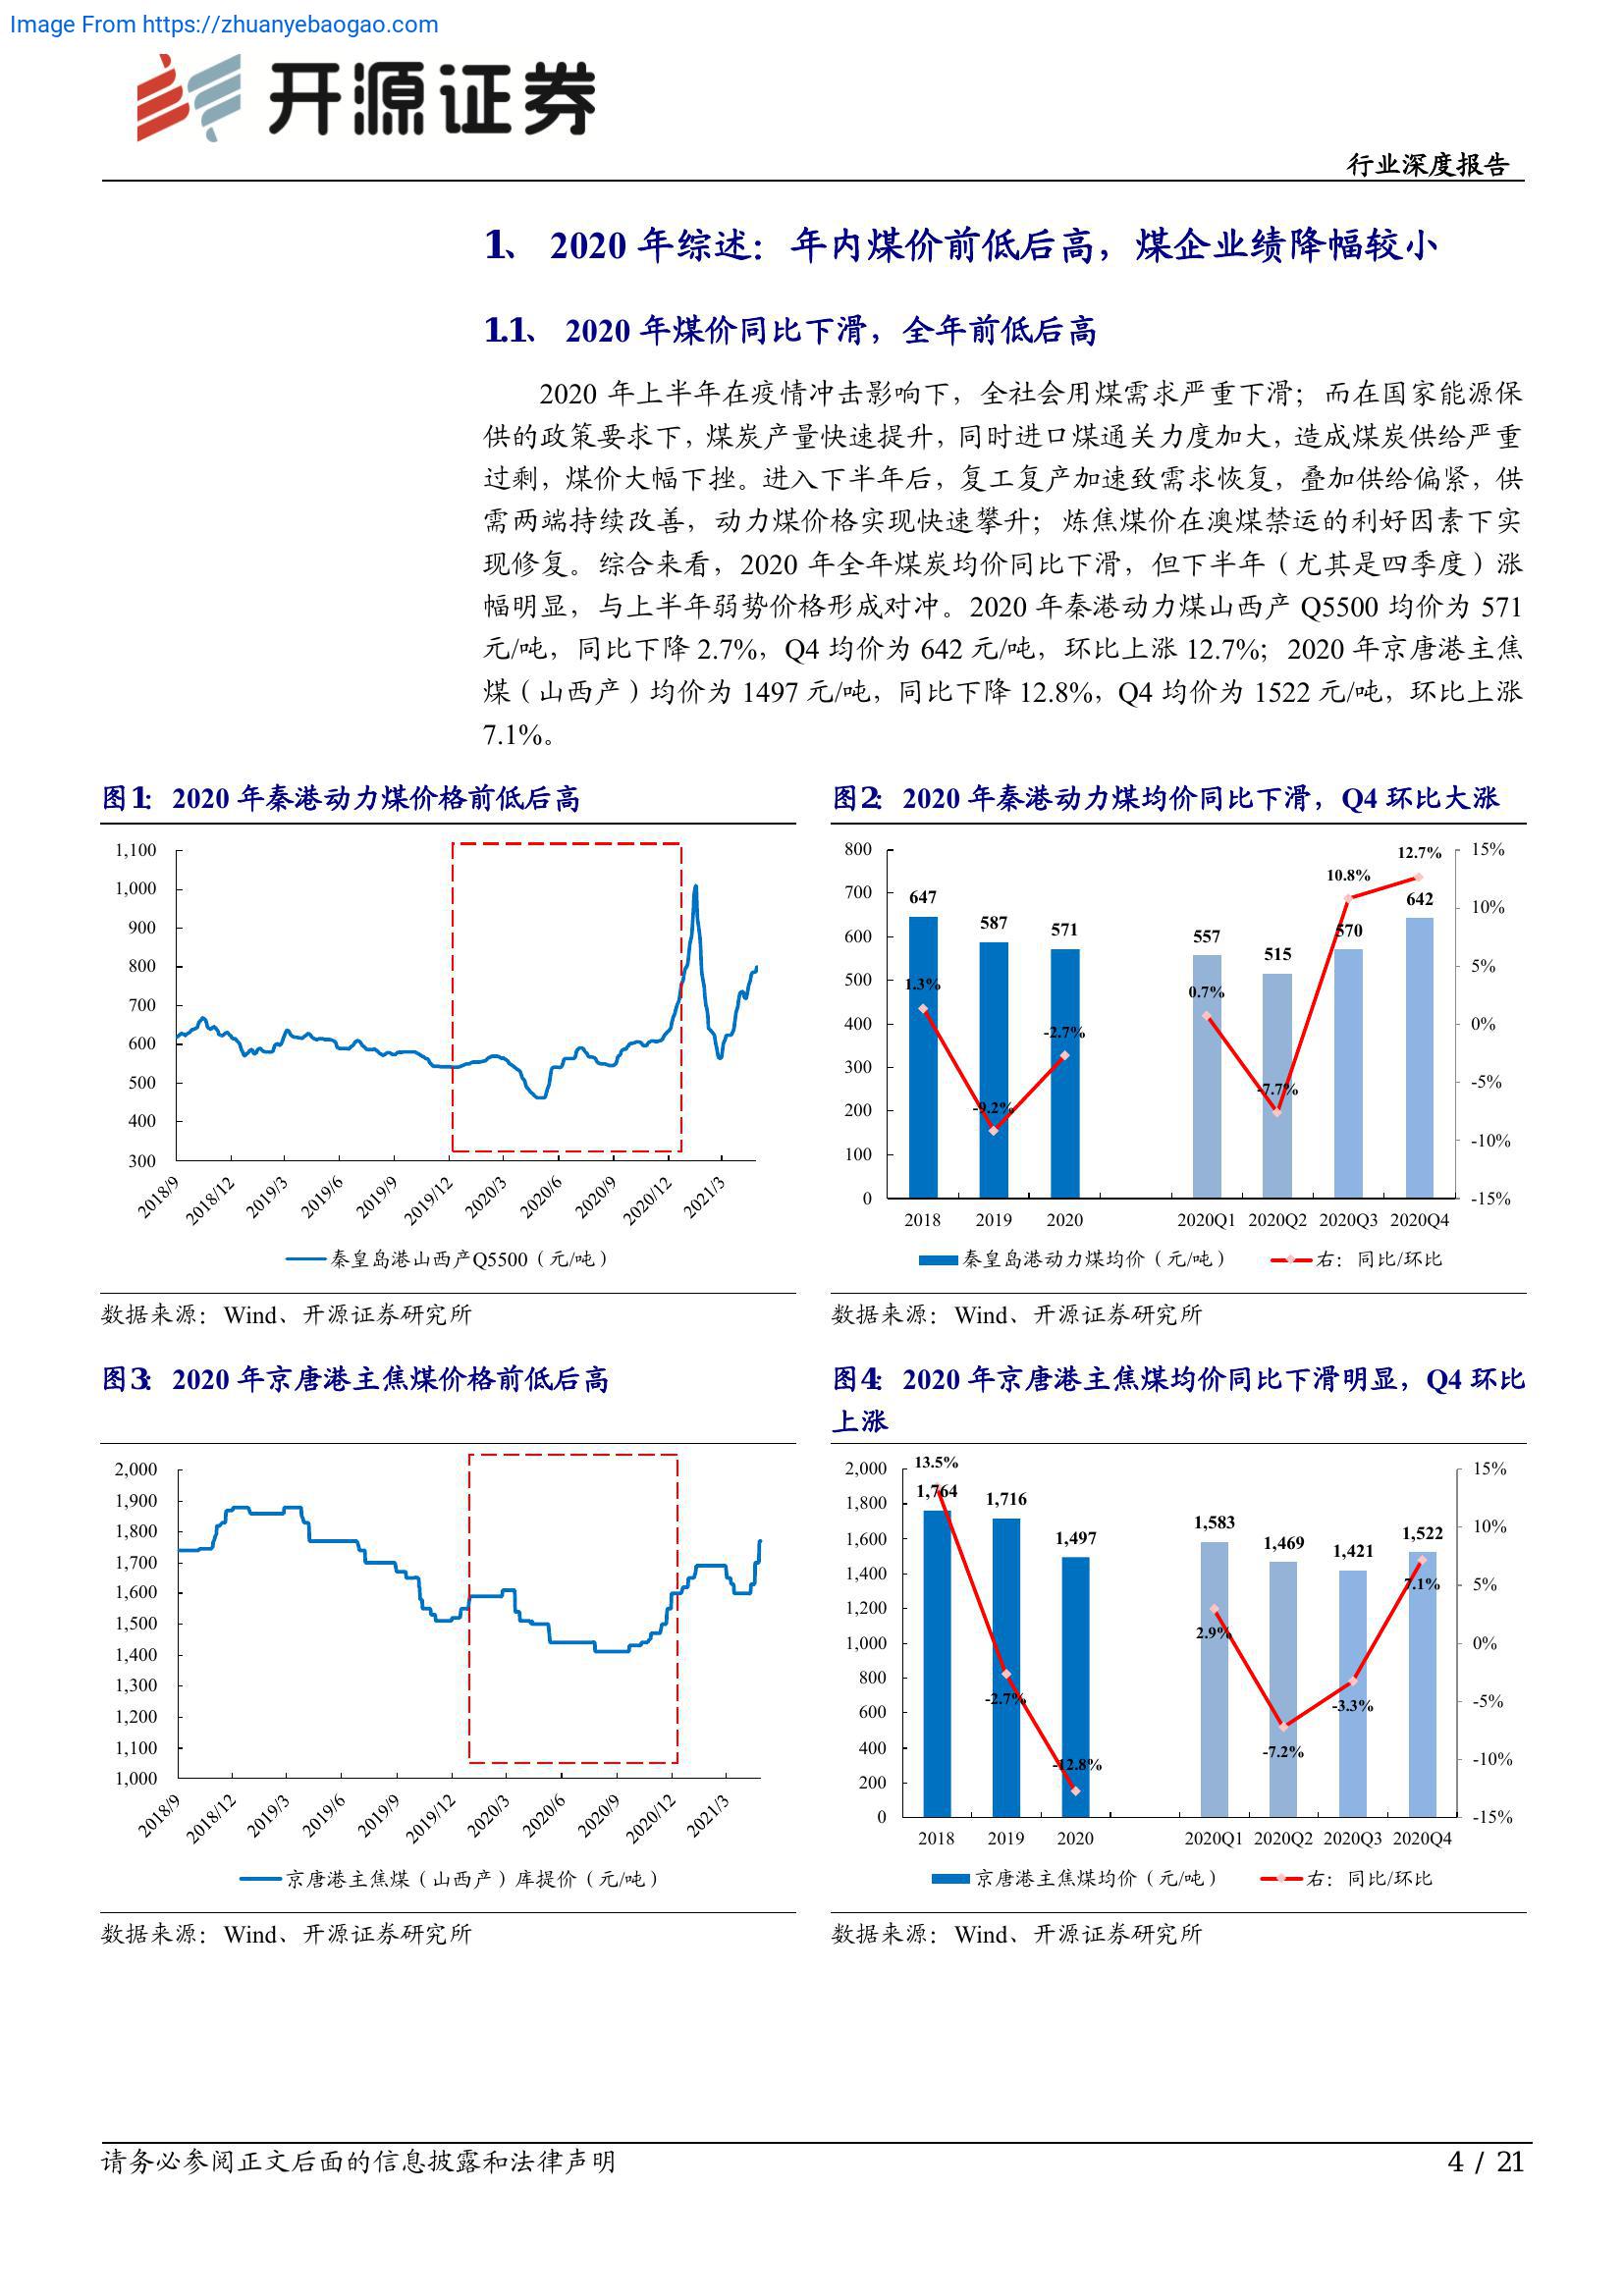 Image From https://zhuanyebaogao.com
开源证券
行业深度报告
1、 2020 年综述：年内煤价前低后高，煤企业绩降幅较小
1.1、 2020 年煤价同比下滑，全年前低后高
2020 年上半年在疫情冲击影响下，全社会用煤需求严重下滑；而在国家能源保
供的政策要求下，煤炭产量快速提升，同时进口煤通关力度加大，造成煤炭供给严重
过剩，煤价大幅下挫。进入下半年后，复工复产加速致需求恢复，叠加供给偏紧，供
需两端持续改善，动力煤价格实现快速攀升；炼焦煤价在澳煤禁运的利好因素下实
现修复。综合来看，2020 年全年煤炭均价同比下滑，但下半年（尤其是四季度）涨
幅明显，与上半年弱势价格形成对冲。2020 年秦港动力煤山西产 Q5500 均价为 571
元/吨，同比下降 2.7%，Q4 均价为 642 元/吨，环比上涨 12.7%；2020 年京唐港主焦
煤（山西产）均价为 1497 元/吨，同比下降 12.8%，Q4 均价为 1522 元/吨，环比上涨
7.1%。
图1： 2020 年秦港动力煤价格前低后高
1,100
1,000
900
800
700
600
500
400
300
2018/9
2018/12
2019/3
2019/6
2019/9
2019/12
2020/3
2020/6
2020/9
2020/12
2021/3
秦皇岛港山西产Q5500（元/吨）
数据来源：Wind、开源证券研究所
图2： 2020 年秦港动力煤均价同比下滑，Q4 环比大涨
800
700
600
500
400
300
200
100
0
647
587
571
557
515
570
642
1.3%
-9.2%
-2.7%
0.7%
-7.7%
10.8%
12.7%
15%
10%
5%
0%
-5%
-10%
-15%
2018
2019
2020
2020Q1
2020Q2
2020Q3
2020Q4
秦皇岛港动力煤均价（元/吨）
右：同比/环比
数据来源：Wind、开源证券研究所
图3： 2020 年京唐港主焦煤价格前低后高
2,000
1,900
1,800
1,700
1,600
1,500
1,400
1,300
1,200
1,100
1,000
2018/9
2018/12
2019/3
2019/6
2019/9
2019/12
2020/3
2020/6
2020/9
2020/12
2021/3
京唐港主焦煤（山西产）库提价（元/吨）
数据来源：Wind、开源证券研究所
图4： 2020 年京唐港主焦煤均价同比下滑明显，Q4 环比
上涨
2,000
1,800
1,600
1,400
1,200
1,000
800
600
400
200
0
1,764
1,716
1,497
1,583
1,469
1,421
1,522
13.5%
-2.7%
-12.8%
2.9%
-7.2%
-3.3%
7.1%
15%
10%
5%
0%
-5%
-10%
-15%
2018
2019
2020
2020Q1
2020Q2
2020Q3
2020Q4
京唐港主焦煤均价（元/吨）
右：同比/环比
数据来源：Wind、开源证券研究所
请务必参阅正文后面的信息披露和法律声明
4 / 21